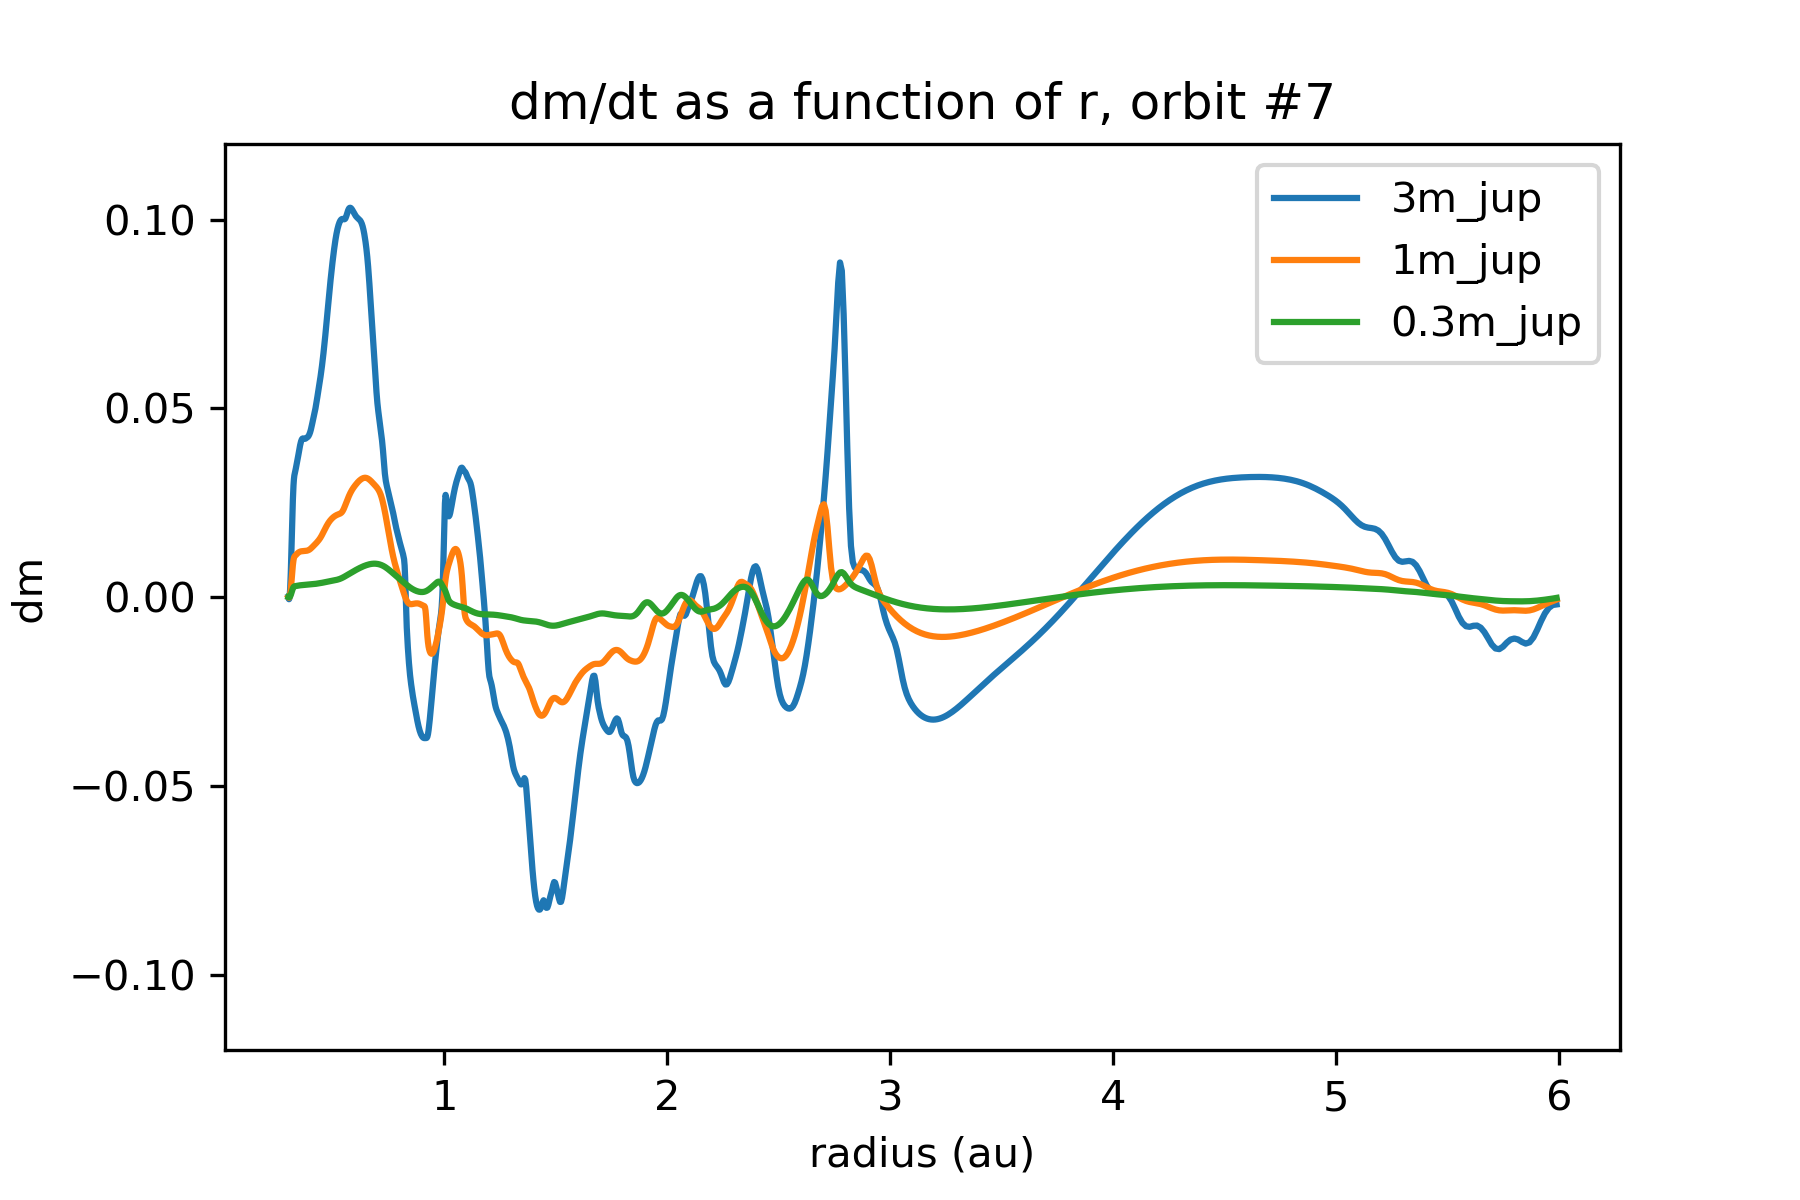 dm/dt as a function of r, orbit #7
3m_jup
1m_jup
0.3m_jup
0.10
0.05
0.00
−0.05
−0.10
dm
1 2 3 4 5 6
radius (au)